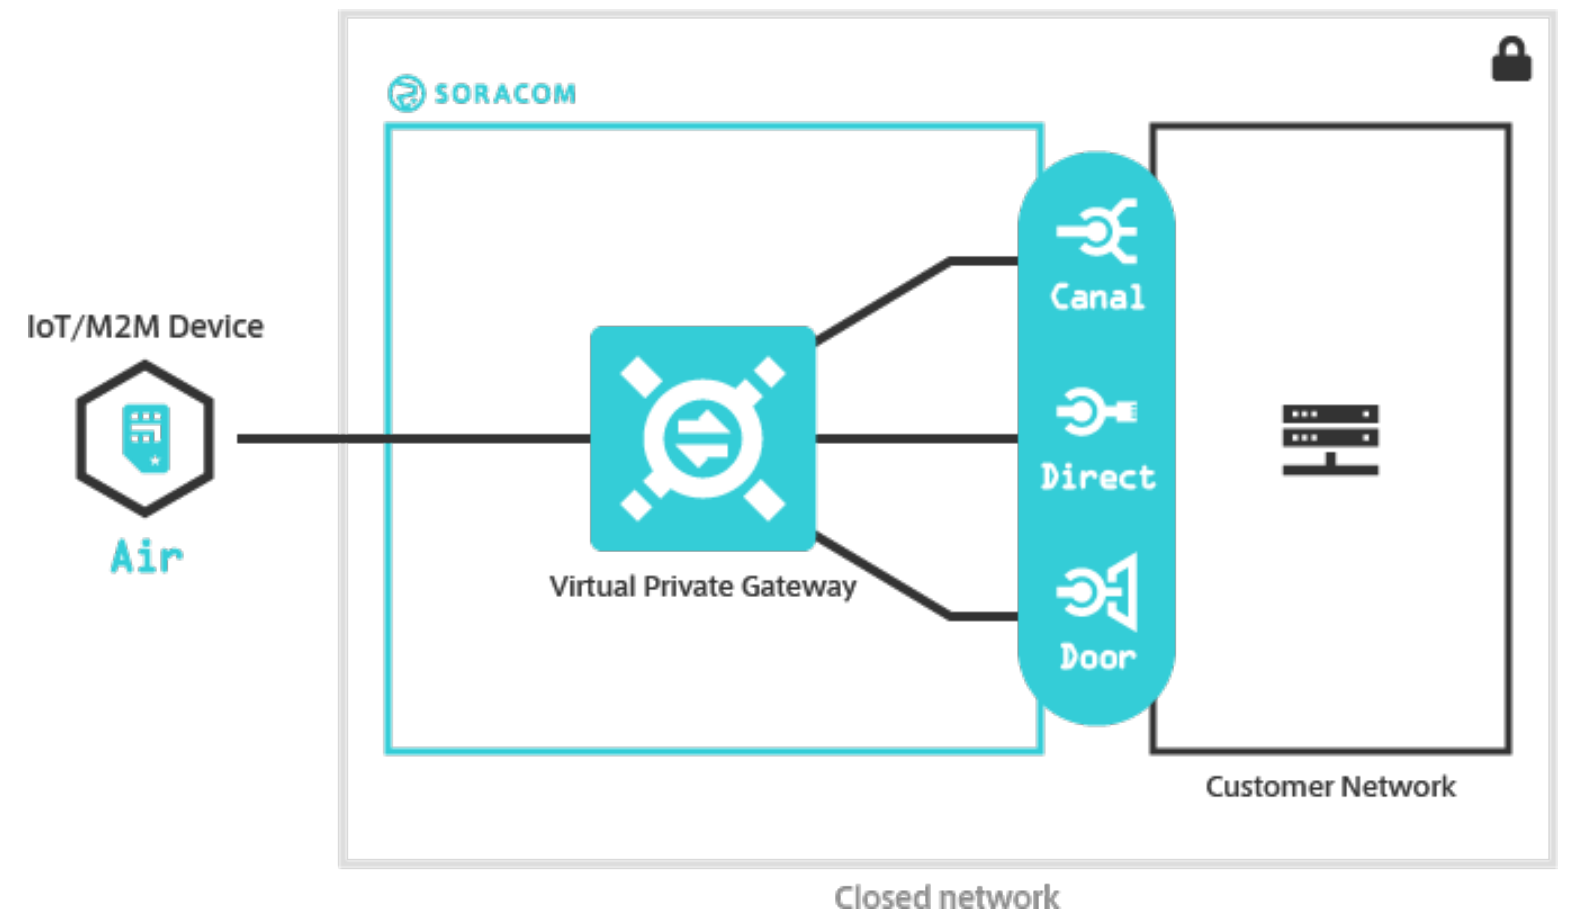 SORACOM
IoT/M2M Device
Air
Virtual Private Gateway
Canal
Direct
Door
Customer Network
Closed network